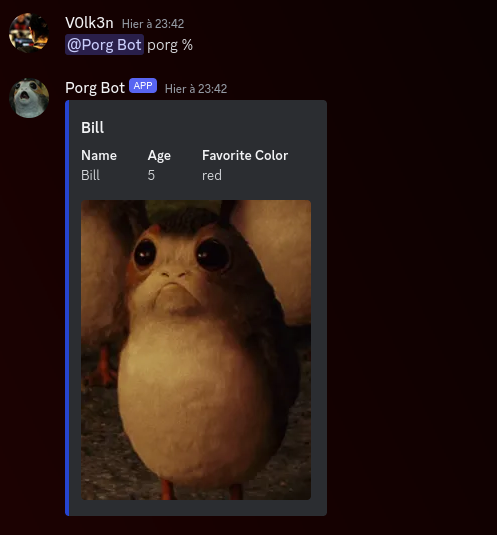 V0lk3n Hier à 23:42
@Porg Bot porg %
Porg Bot APP Hier à 23:42
Bill
Name Age Favorite Color
Bill 5 red